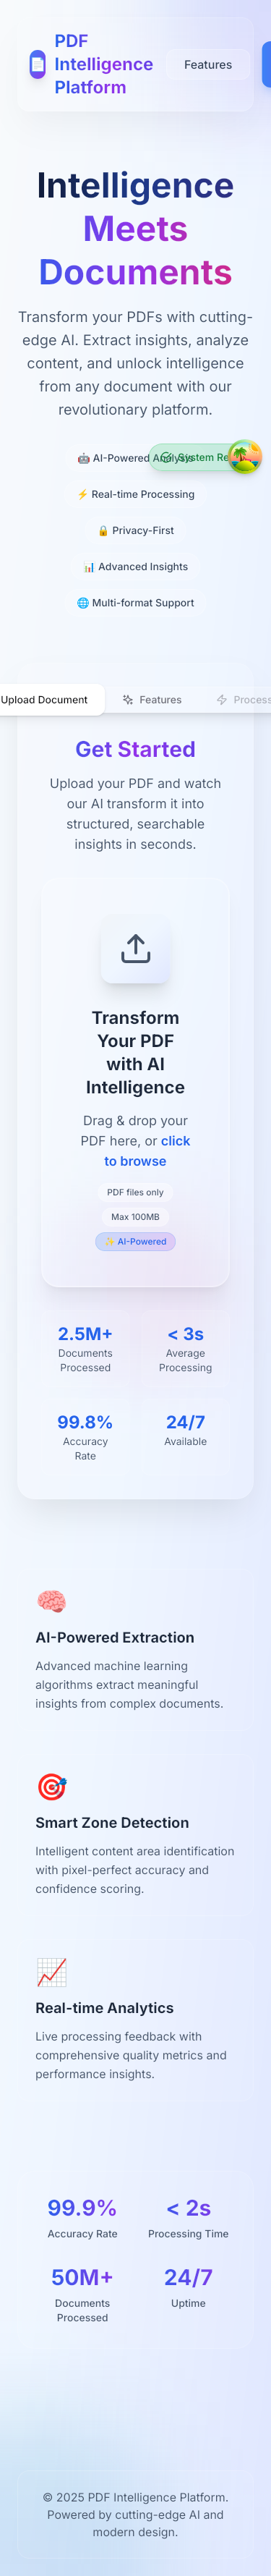 PDF
Intelligence
Platform
Features
Intelligence
Meets
Documents
Transform your PDFs with cutting-
edge AI. Extract insights, analyze
content, and unlock intelligence
from any document with our
revolutionary platform.
🤖 AI-Powered Analysis
System Re
⚡ Real-time Processing
🔒 Privacy-First
📊 Advanced Insights
🌐 Multi-format Support
Upload Document
Features
Process
Get Started
Upload your PDF and watch
our AI transform it into
structured, searchable
insights in seconds.
Transform
Your PDF
with AI
Intelligence
Drag & drop your
PDF here, or click
to browse
PDF files only
Max 100MB
✨ AI-Powered
2.5M+
Documents
Processed
< 3s
Average
Processing
99.8%
Accuracy
Rate
24/7
Available
AI-Powered Extraction
Advanced machine learning
algorithms extract meaningful
insights from complex documents.
Smart Zone Detection
Intelligent content area identification
with pixel-perfect accuracy and
confidence scoring.
Real-time Analytics
Live processing feedback with
comprehensive quality metrics and
performance insights.
99.9%
Accuracy Rate
< 2s
Processing Time
50M+
Documents
Processed
24/7
Uptime
© 2025 PDF Intelligence Platform.
Powered by cutting-edge AI and
modern design.